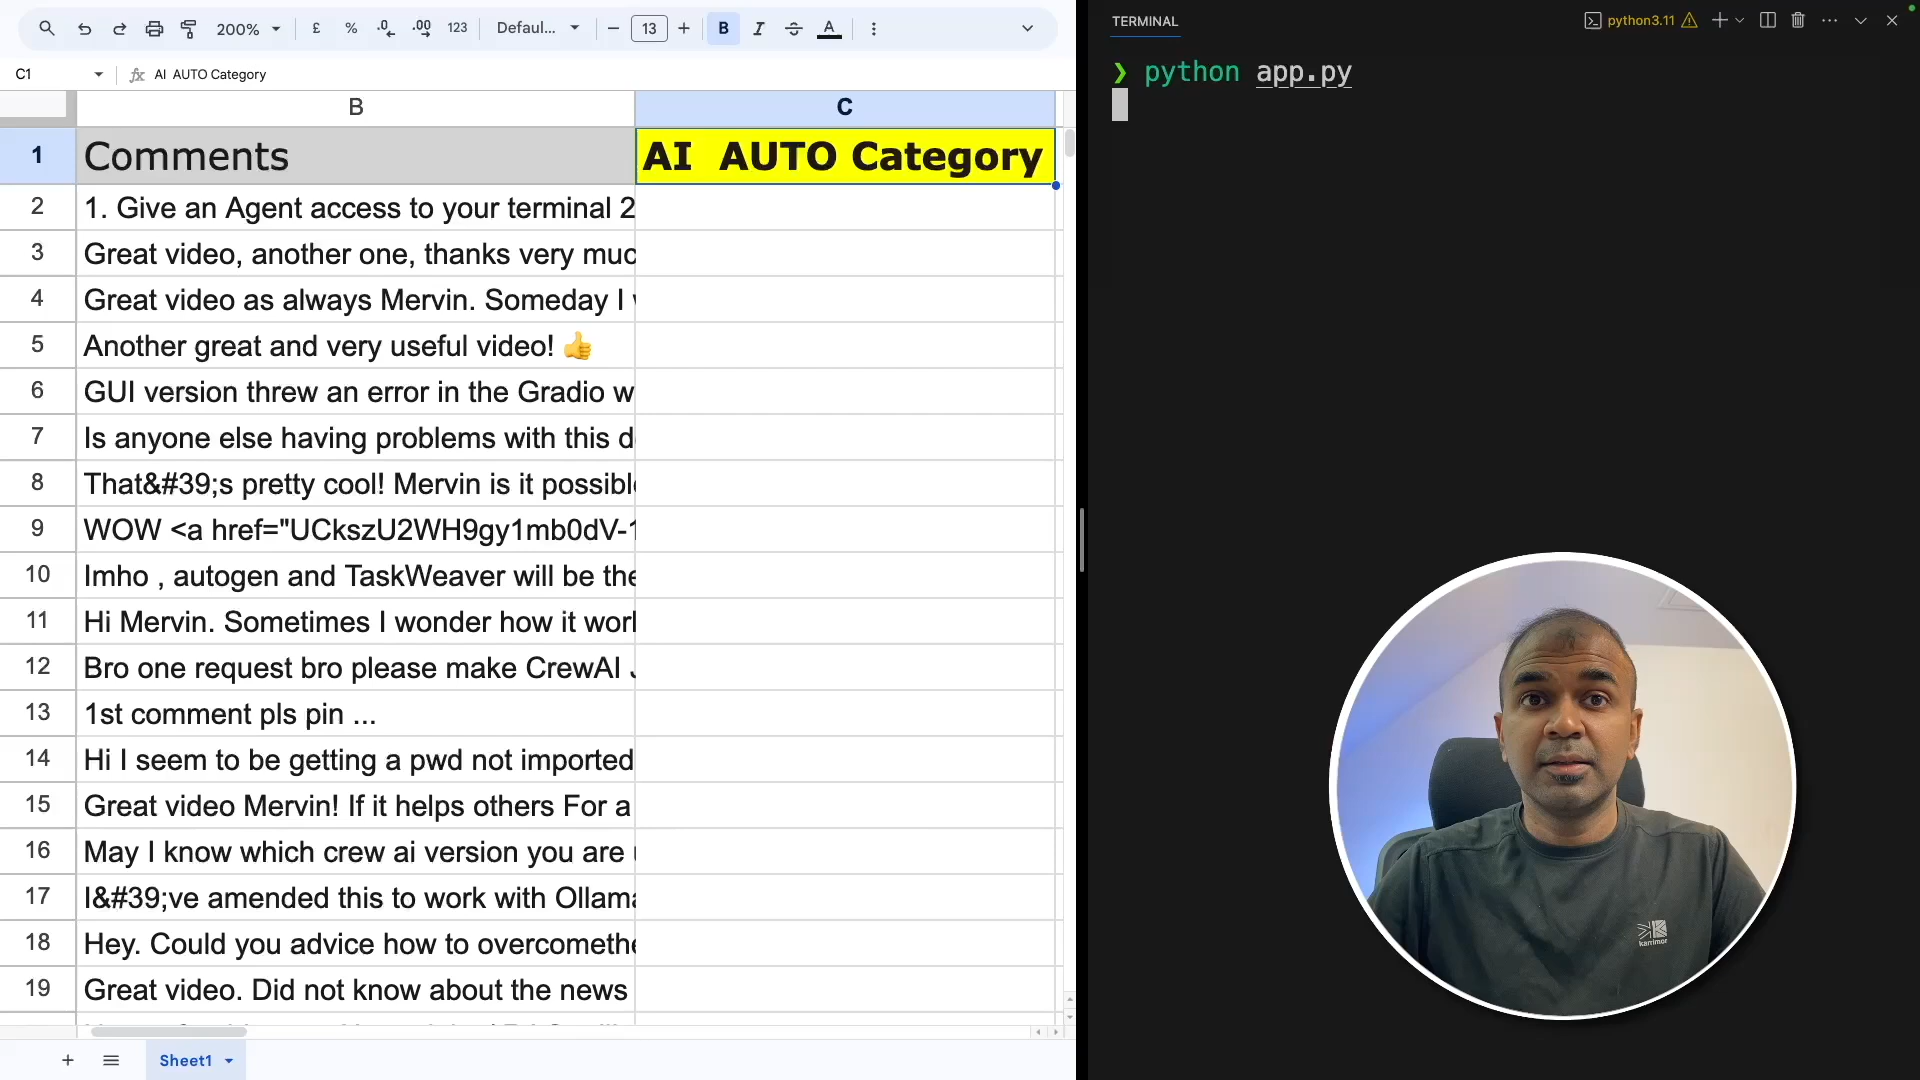 200%
£
%
.0
.00
123
Defaul...
13
B
I
A
C1
fx
AI  AUTO Category
B
C
1
Comments
AI  AUTO Category
2
1. Give an Agent access to your terminal 2
3
Great video, another one, thanks very muc
4
Great video as always Mervin. Someday I
5
Another great and very useful video! 👍
6
GUI version threw an error in the Gradio w
7
Is anyone else having problems with this d
8
That&#39;s pretty cool! Mervin is it possible
9
WOW <a href="UCkszU2WH9gy1mb0dV-1
10
Imho , autogen and TaskWeaver will be the
11
Hi Mervin. Sometimes I wonder how it work
12
Bro one request bro please make CrewAI
13
1st comment pls pin ...
14
Hi I seem to be getting a pwd not imported
15
Great video Mervin! If it helps others For a
16
May I know which crew ai version you are
17
I&#39;ve amended this to work with Ollama
18
Hey. Could you advice how to overcomethe
19
Great video. Did not know about the news
Sheet1
TERMINAL
python3.11
❯ python app.py
karrimor